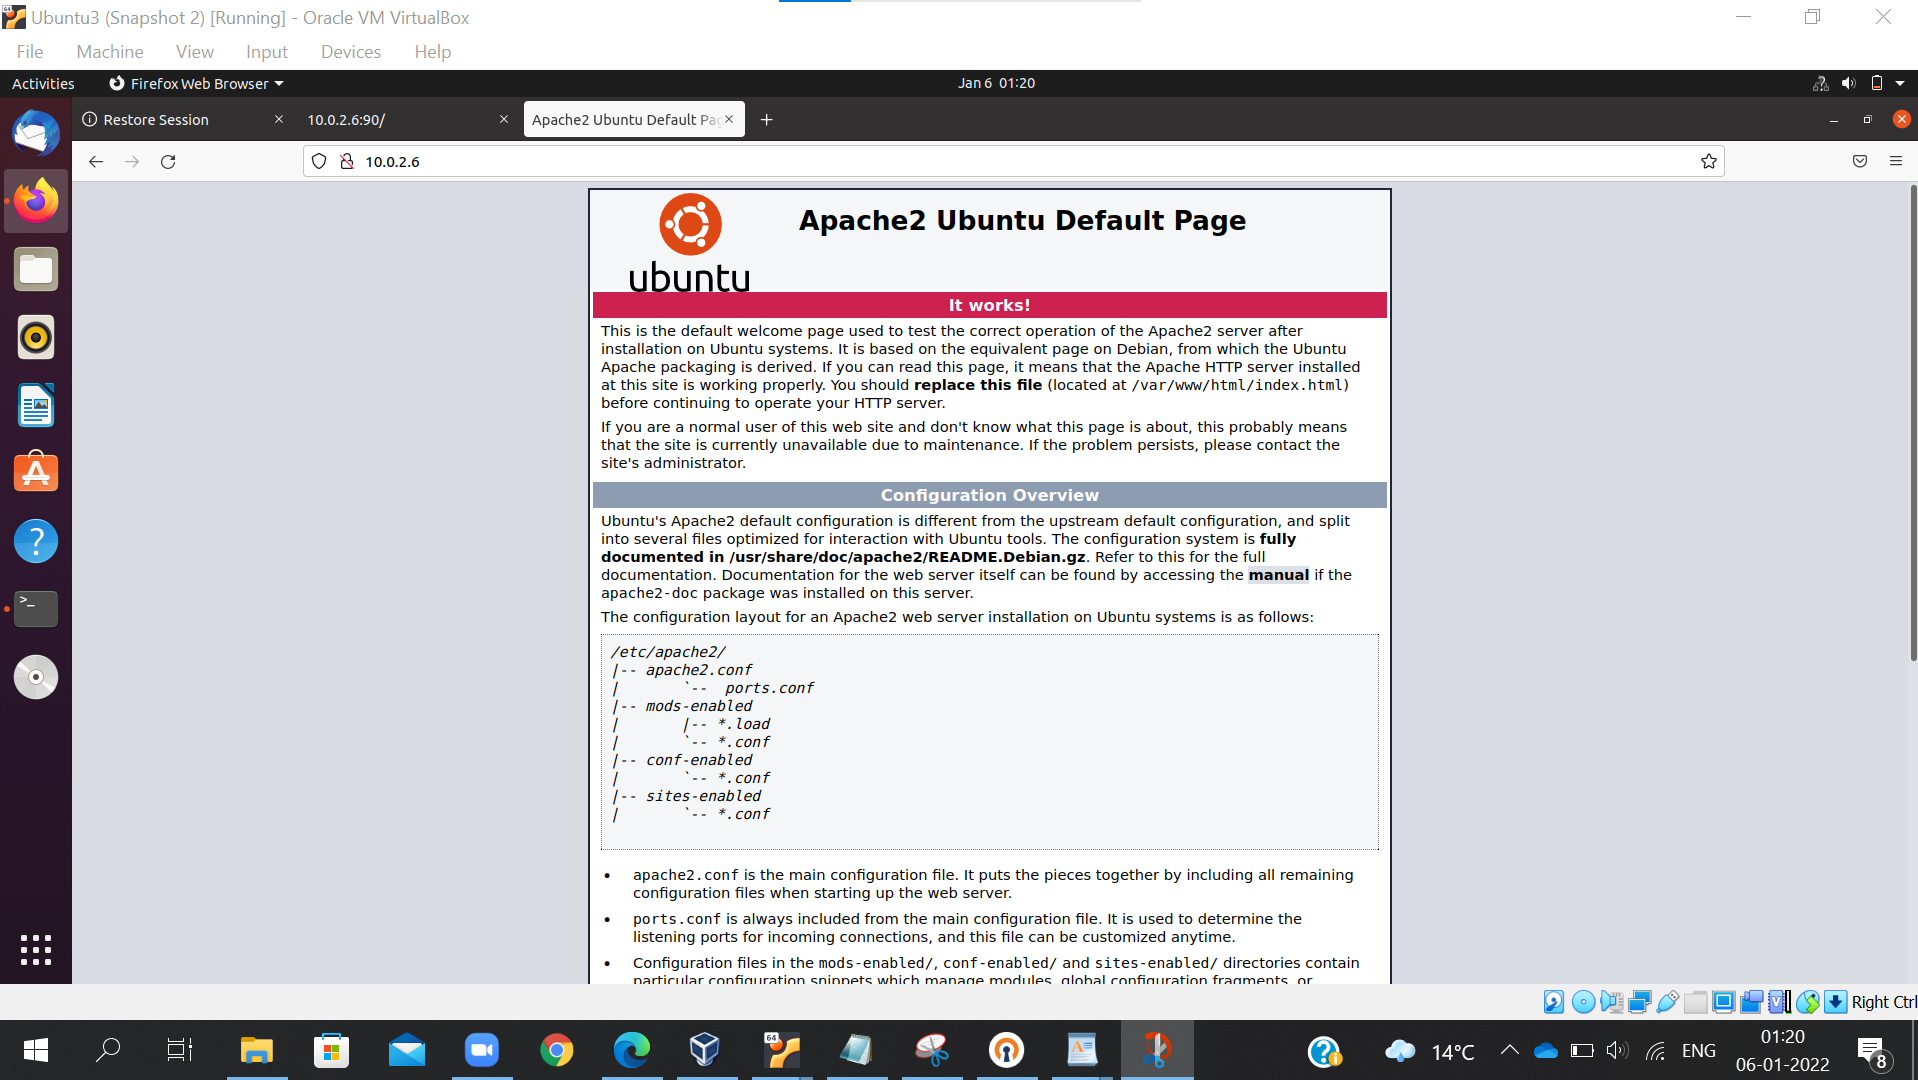 Ubuntu3 (Snapshot 2) [Running] - Oracle VM VirtualBox
File Machine View Input Devices Help
Activities Firefox Web Browser Jan 6 01:20
Restore Session 10.0.2.6:90/ Apache2 Ubuntu Default Pag
10.0.2.6
Apache2 Ubuntu Default Page
ubuntu
It works!
This is the default welcome page used to test the correct operation of the Apache2 server after
installation on Ubuntu systems. It is based on the equivalent page on Debian, from which the Ubuntu
Apache packaging is derived. If you can read this page, it means that the Apache HTTP server installed
at this site is working properly. You should replace this file (located at /var/www/html/index.html)
before continuing to operate your HTTP server.
If you are a normal user of this web site and don't know what this page is about, this probably means
that the site is currently unavailable due to maintenance. If the problem persists, please contact the
site's administrator.
Configuration Overview
Ubuntu's Apache2 default configuration is different from the upstream default configuration, and split
into several files optimized for interaction with Ubuntu tools. The configuration system is fully
documented in /usr/share/doc/apache2/README.Debian.gz. Refer to this for the full
documentation. Documentation for the web server itself can be found by accessing the manual if the
apache2-doc package was installed on this server.
The configuration layout for an Apache2 web server installation on Ubuntu systems is as follows:
/etc/apache2/
|-- apache2.conf
|       `--  ports.conf
|-- mods-enabled
|       |-- *.load
|       `-- *.conf
|-- conf-enabled
|       `-- *.conf
|-- sites-enabled
|       `-- *.conf
• apache2.conf is the main configuration file. It puts the pieces together by including all remaining
configuration files when starting up the web server.
• ports.conf is always included from the main configuration file. It is used to determine the
listening ports for incoming connections, and this file can be customized anytime.
• Configuration files in the mods-enabled/, conf-enabled/ and sites-enabled/ directories contain
particular configuration snippets which manage modules, global configuration fragments, or
Right Ctrl
64
14°C ENG 01:20
06-01-2022
8